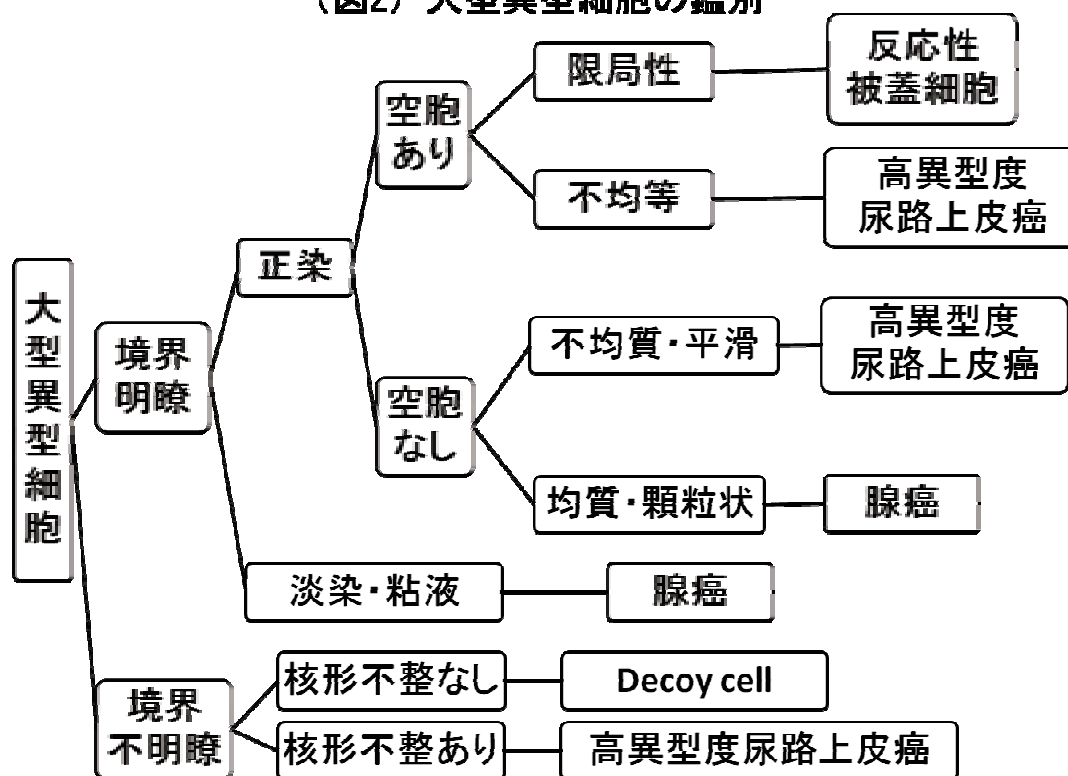 (図2) 大型異型細胞の鑑別
大型異型細胞
境界
明瞭
正染
空胞
あり
限局性
反応性
被蓋細胞
不均等
高異型度
尿路上皮癌
空胞
なし
不均質・平滑
高異型度
尿路上皮癌
均質・顆粒状
腺癌
淡染・粘液
腺癌
境界
不明瞭
核形不整なし
Decoy cell
核形不整あり
高異型度尿路上皮癌